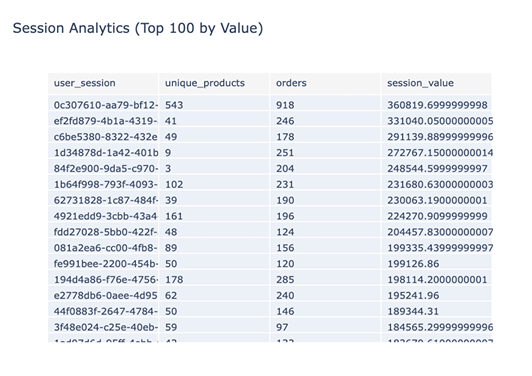 Session Analytics (Top 100 by Value)
user_session unique_products orders session_value
0c307610-aa79-bf12- 543 918 360819.6999999998
ef2fd879-4b1a-4319- 41 246 331040.05000000005
c6be5380-8322-432e 49 178 291139.88999999996
1d34878d-1a42-401b 9 251 272767.15000000014
84f2e900-9da5-c970- 3 204 248544.5999999997
1b64f998-793f-4093- 102 231 231680.63000000003
62731828-1c87-484f- 39 190 230063.190000001
4921edd9-3cbb-43a4 161 196 224270.9099999999
fdd27028-5bb0-422f- 48 124 204457.83000000007
081a2ea6-cc00-4fb8- 89 156 199335.43999999997
fe991bee-2200-454b- 50 120 199126.86
194d4a86-f76e-4756- 178 285 198114.2000000001
e2778db6-0aee-4d95 62 240 195241.96
44f0883f-2647-4784- 50 146 189344.31
3f48e024-c25e-40eb- 59 97 184565.29999999996